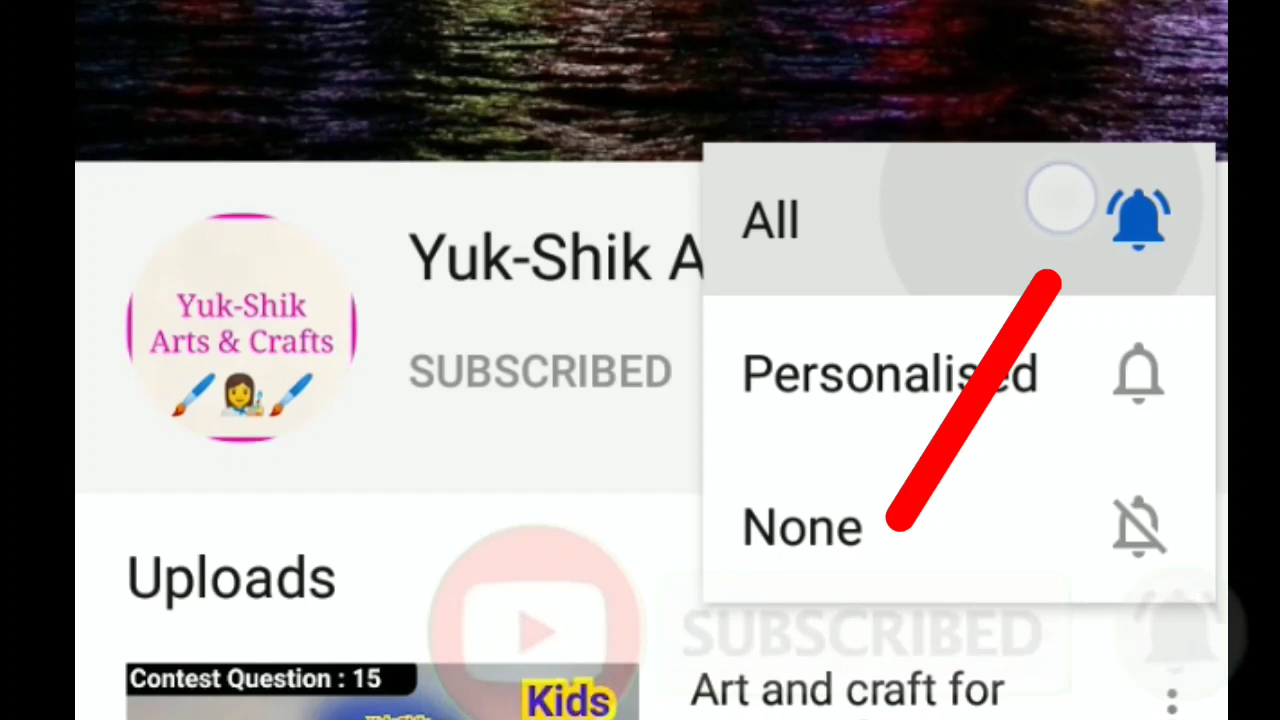 All
Yuk-Shik A
Yuk-Shik
Arts & Crafts
SUBSCRIBED
Personalised
None
Uploads
SUBSCRIBED
Contest Question : 15
Kids
Art and craft for